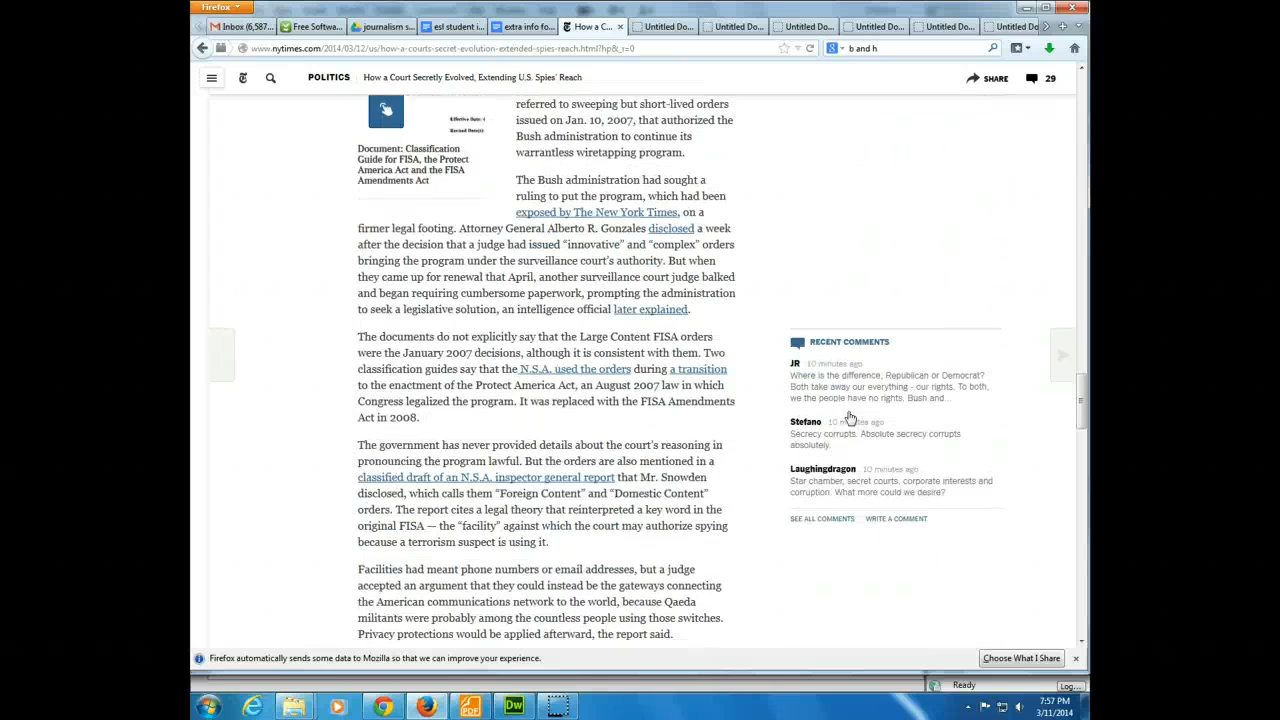 Firefox
Inbox (6,587...
Free Softwar...
journalism s...
esl student i...
extra info fo...
How a C...
Untitled Do...
Untitled Do...
Untitled Do...
Untitled Do...
Untitled Do...
Untitled Do
www.nytimes.com/2014/03/12/us/how-a-courts-secret-evolution-extended-spies-reach.html?hp&_r=0
b and h
POLITICS
How a Court Secretly Evolved, Extending U.S. Spies' Reach
SHARE
29
Effective Date: 4
Revised Date(s):
Document: Classification
Guide for FISA, the Protect
America Act and the FISA
Amendments Act
referred to sweeping but short-lived orders
issued on Jan. 10, 2007, that authorized the
Bush administration to continue its
warrantless wiretapping program.
The Bush administration had sought a
ruling to put the program, which had been
exposed by The New York Times, on a
firmer legal footing. Attorney General Alberto R. Gonzales disclosed a week
after the decision that a judge had issued “innovative” and “complex” orders
bringing the program under the surveillance court’s authority. But when
they came up for renewal that April, another surveillance court judge balked
and began requiring cumbersome paperwork, prompting the administration
to seek a legislative solution, an intelligence official later explained.
The documents do not explicitly say that the Large Content FISA orders
were the January 2007 decisions, although it is consistent with them. Two
classification guides say that the N.S.A. used the orders during a transition
to the enactment of the Protect America Act, an August 2007 law in which
Congress legalized the program. It was replaced with the FISA Amendments
Act in 2008.
The government has never provided details about the court’s reasoning in
pronouncing the program lawful. But the orders are also mentioned in a
classified draft of an N.S.A. inspector general report that Mr. Snowden
disclosed, which calls them “Foreign Content” and “Domestic Content”
orders. The report cites a legal theory that reinterpreted a key word in the
original FISA — the “facility” against which the court may authorize spying
because a terrorism suspect is using it.
Facilities had meant phone numbers or email addresses, but a judge
accepted an argument that they could instead be the gateways connecting
the American communications network to the world, because Qaeda
militants were probably among the countless people using those switches.
Privacy protections would be applied afterward, the report said.
RECENT COMMENTS
JR 10 minutes ago
Where is the difference, Republican or Democrat?
Both take away our everything - our rights. To both,
we the people have no rights. Bush and...
Stefano 10 minutes ago
Secrecy corrupts. Absolute secrecy corrupts
absolutely.
Laughingdragon 10 minutes ago
Star chamber, secret courts, corporate interests and
corruption. What more could we desire?
SEE ALL COMMENTS WRITE A COMMENT
Firefox automatically sends some data to Mozilla so that we can improve your experience.
Choose What I Share
Ready
Log...
PDF
Dw
7:57 PM
3/11/2014